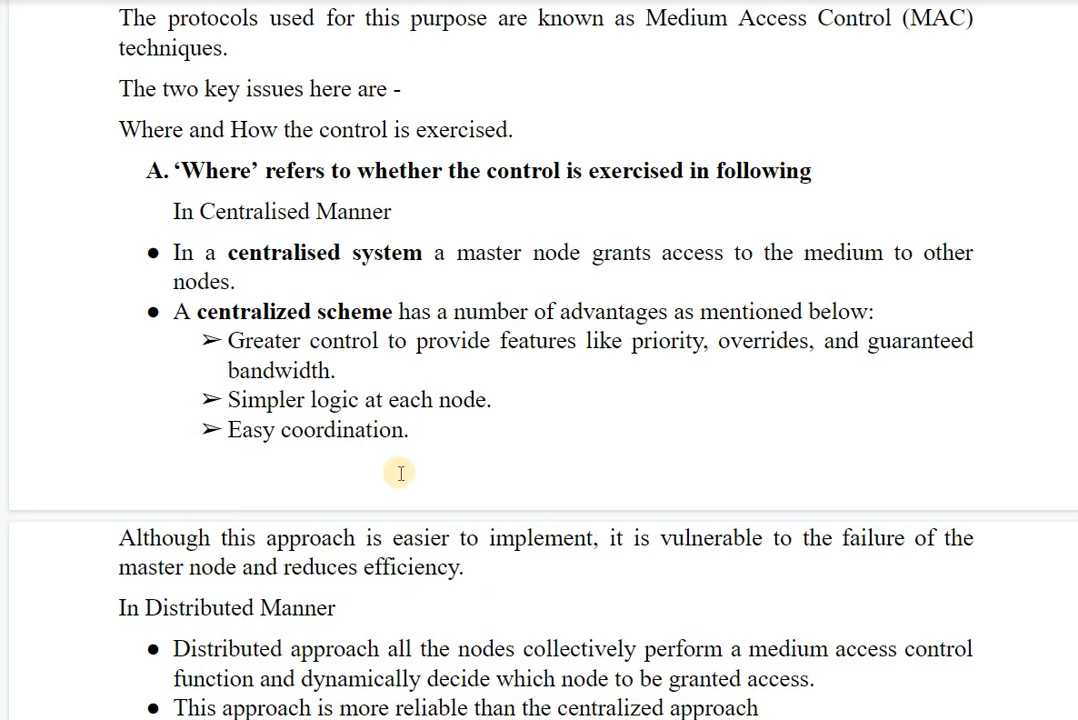 The protocols used for this purpose are known as Medium Access Control (MAC)
techniques.
The two key issues here are -
Where and How the control is exercised.
A. ‘Where’ refers to whether the control is exercised in following
In Centralised Manner
● In a centralised system a master node grants access to the medium to other
nodes.
● A centralized scheme has a number of advantages as mentioned below:
➢ Greater control to provide features like priority, overrides, and guaranteed
bandwidth.
➢ Simpler logic at each node.
➢ Easy coordination.
Although this approach is easier to implement, it is vulnerable to the failure of the
master node and reduces efficiency.
In Distributed Manner
● Distributed approach all the nodes collectively perform a medium access control
function and dynamically decide which node to be granted access.
● This approach is more reliable than the centralized approach